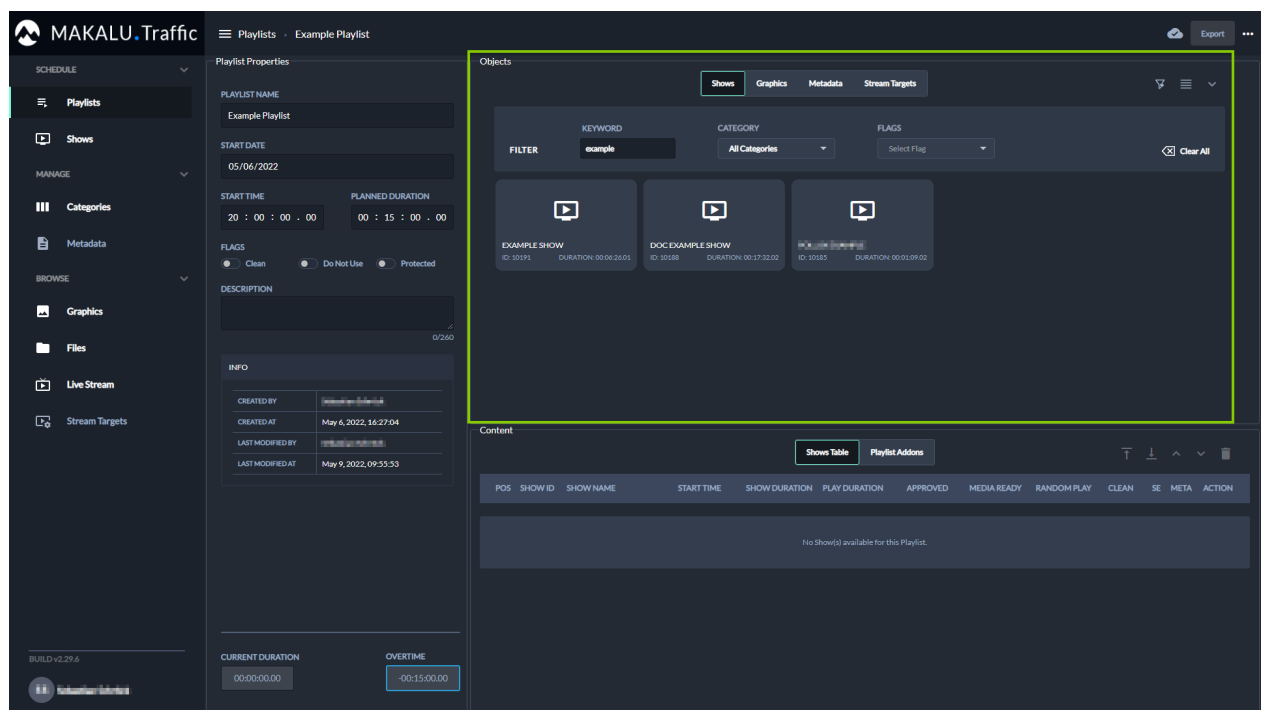 MAKALU.Traffic
Playlists - Example Playlist
Export
SCHEDULE
Playlists
Shows
MANAGE
Categories
Metadata
BROWSE
Graphics
Files
Live Stream
Stream Targets
BUILD v2.29.6
Playlist Properties
PLAYLIST NAME
Example Playlist
START DATE
05/06/2022
START TIME PLANNED DURATION
20 : 00 : 00 . 00 00 : 15 : 00 . 00
FLAGS
Clean Do Not Use Protected
DESCRIPTION
0/260
INFO
CREATED BY
CREATED AT May 6, 2022, 16:27:04
LAST MODIFIED BY
LAST MODIFIED AT May 9, 2022, 09:55:53
CURRENT DURATION OVERTIME
00:00:00.00 -00:15:00.00
Objects
Shows Graphics Metadata Stream Targets
KEYWORD CATEGORY FLAGS
FILTER example All Categories Select Flag Clear All
EXAMPLE SHOW DOC EXAMPLE SHOW
ID: 10191 DURATION: 00:06:26.01 ID: 10188 DURATION: 00:17:32.02 ID: 10185 DURATION: 00:01:09.02
Content
Shows Table Playlist Addons
POS SHOW ID SHOW NAME START TIME SHOW DURATION PLAY DURATION APPROVED MEDIA READY RANDOM PLAY CLEAN SE META ACTION
No Show(s) available for this Playlist.